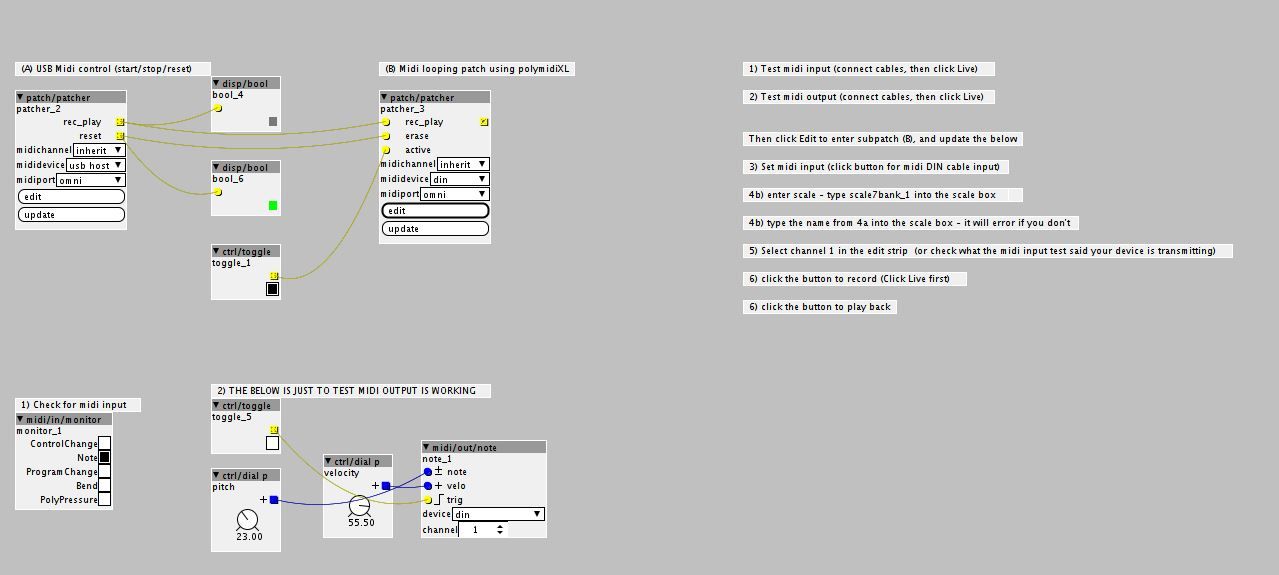 (A) USB Midi control (start/stop/reset)
patch/patcher
patcher_2
rec_play
reset
midichannel inherit
mididevice usb host
midiport omni
edit
update
disp/bool
bool_4
disp/bool
bool_6
ctrl/toggle
toggle_1
(B) Midi looping patch using polymidiXL
patch/patcher
patcher_3
rec_play
erase
active
midichannel inherit
mididevice din
midiport omni
edit
update
1) Test midi input (connect cables, then click Live)
2) Test midi output (connect cables, then click Live)
Then click Edit to enter subpatch (B), and update the below
3) Set midi input (click button for midi DIN cable input)
4b) enter scale - type scale7bank_1 into the scale box
4b) type the name from 4a into the scale box - it will error if you don't
5) Select channel 1 in the edit strip (or check what the midi input test said your device is transmitting)
6) click the button to record (Click Live first)
6) click the button to play back
1) Check for midi input
midi/in/monitor
monitor_1
ControlChange
Note
ProgramChange
Bend
PolyPressure
2) THE BELOW IS JUST TO TEST MIDI OUTPUT IS WORKING
ctrl/toggle
toggle_5
ctrl/dial p
pitch
+
23.00
ctrl/dial p
velocity
+
55.50
midi/out/note
note_1
± note
+ velo
trig
device din
channel 1